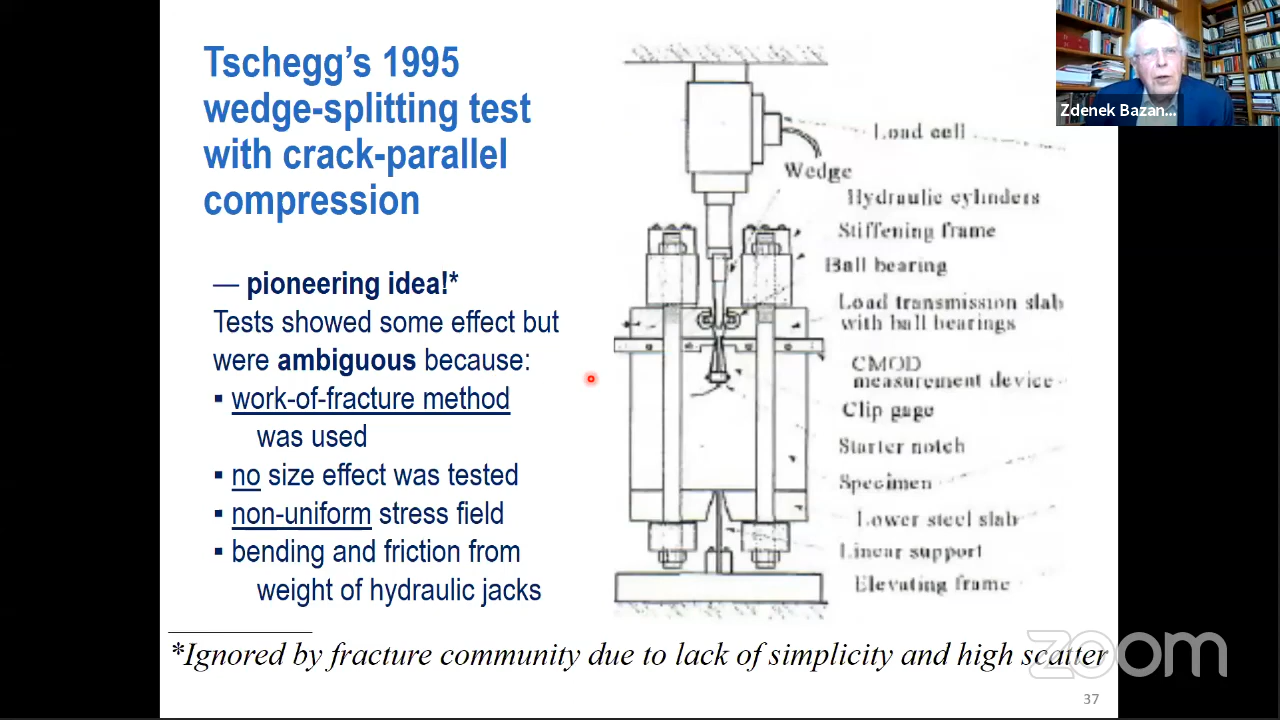 Tschegg's 1995
wedge-splitting test
with crack-parallel
compression
— pioneering idea!*
Tests showed some effect but
were ambiguous because:
▪ work-of-fracture method
was used
▪ no size effect was tested
▪ non-uniform stress field
▪ bending and friction from
weight of hydraulic jacks
Load cell
Wedge
Hydraulic cylinders
Stiffening frame
Ball bearing
Load transmission slab
with ball bearings
CMOD
measurement device
Clip gage
Starter notch
Specimen
Lower steel slab
Linear support
Elevating frame
*Ignored by fracture community due to lack of simplicity and high scatter
37
Zdenek Bazan...
zoom